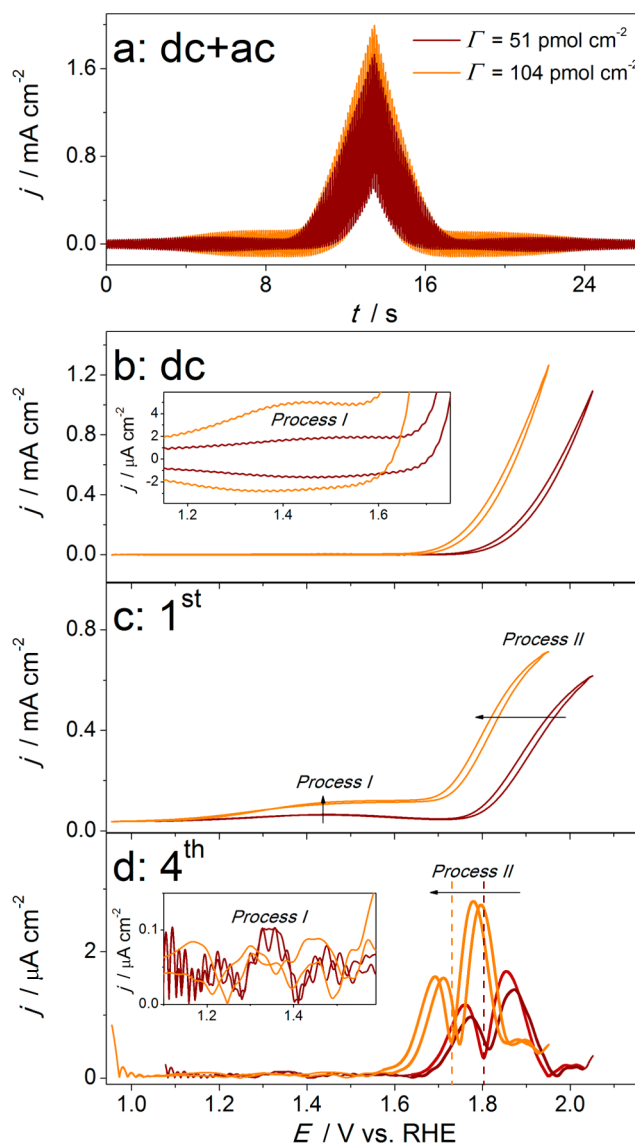 a: dc+ac
Γ = 51 pmol cm⁻²
Γ = 104 pmol cm⁻²
j / mA cm⁻²
1.6
0.8
0.0
0 8 16 24
t / s
b: dc
Process I
j / μA cm⁻²
4
2
0
-2
1.2 1.4 1.6
j / mA cm⁻²
1.2
0.6
0.0
c: 1ˢᵗ
Process II
Process I
j / mA cm⁻²
0.8
0.4
0.0
d: 4ᵗʰ
Process II
Process I
j / μA cm⁻²
0.1
0.0
1.2 1.4
j / μA cm⁻²
2
0
1.0 1.2 1.4 1.6 1.8 2.0
E / V vs. RHE